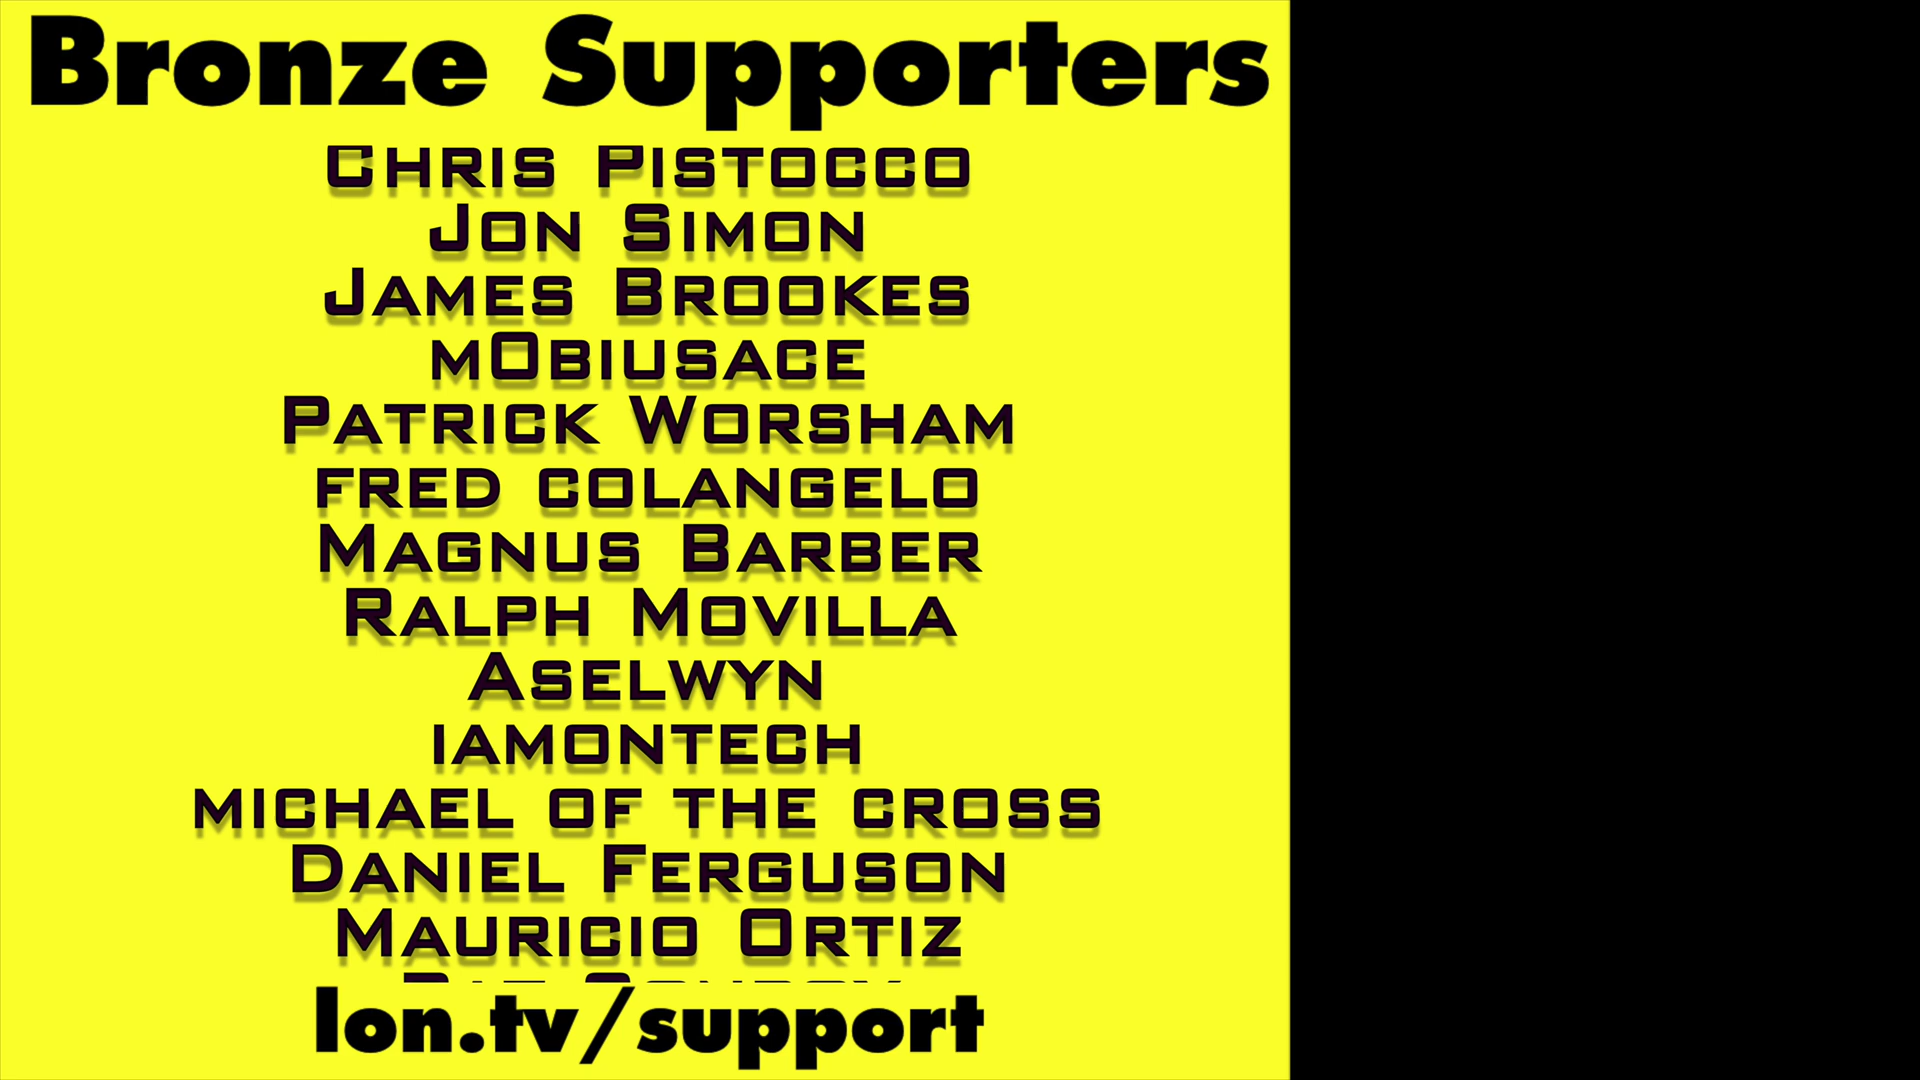 Bronze Supporters
Chris Pistocco
Jon Simon
James Brookes
mObiusace
Patrick Worsham
fred colangelo
Magnus Barber
Ralph Movilla
Aselwyn
iamontech
michael of the cross
Daniel Ferguson
Mauricio Ortiz
lon.tv/support